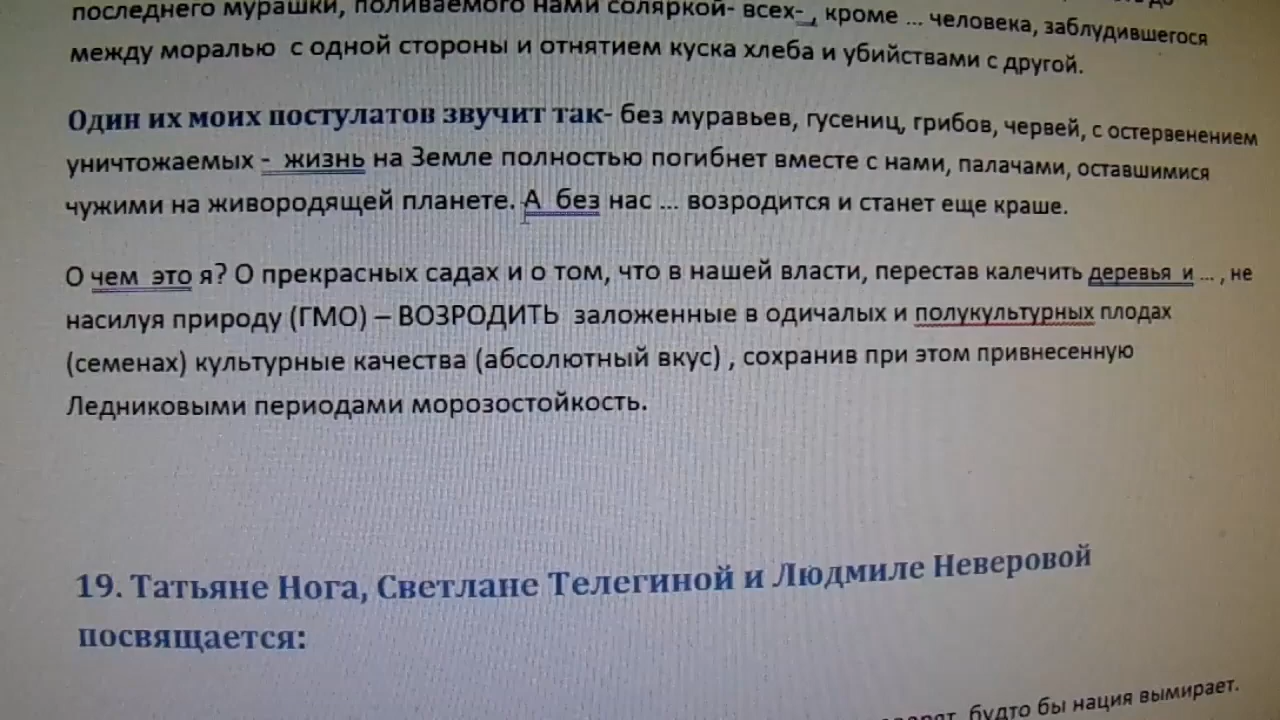 последнего мурашки, поливаемого нами соляркой- всех- , кроме ... человека, заблудившегося
между моралью с одной стороны и отнятием куска хлеба и убийствами с другой.
Один их моих постулатов звучит так- без муравьев, гусениц, грибов, червей, с остервенением
уничтожаемых - жизнь на Земле полностью погибнет вместе с нами, палачами, оставшимися
чужими на живородящей планете. А без нас ... возродится и станет еще краше.
О чем это я? О прекрасных садах и о том, что в нашей власти, перестав калечить деревья и ... , не
насилуя природу (ГМО) – ВОЗРОДИТЬ заложенные в одичалых и полукультурных плодах
(семенах) культурные качества (абсолютный вкус) , сохранив при этом привнесенную
Ледниковыми периодами морозостойкость.
19. Татьяне Нога, Светлане Телегиной и Людмиле Неверовой
посвящается:
будто бы нация вымирает.